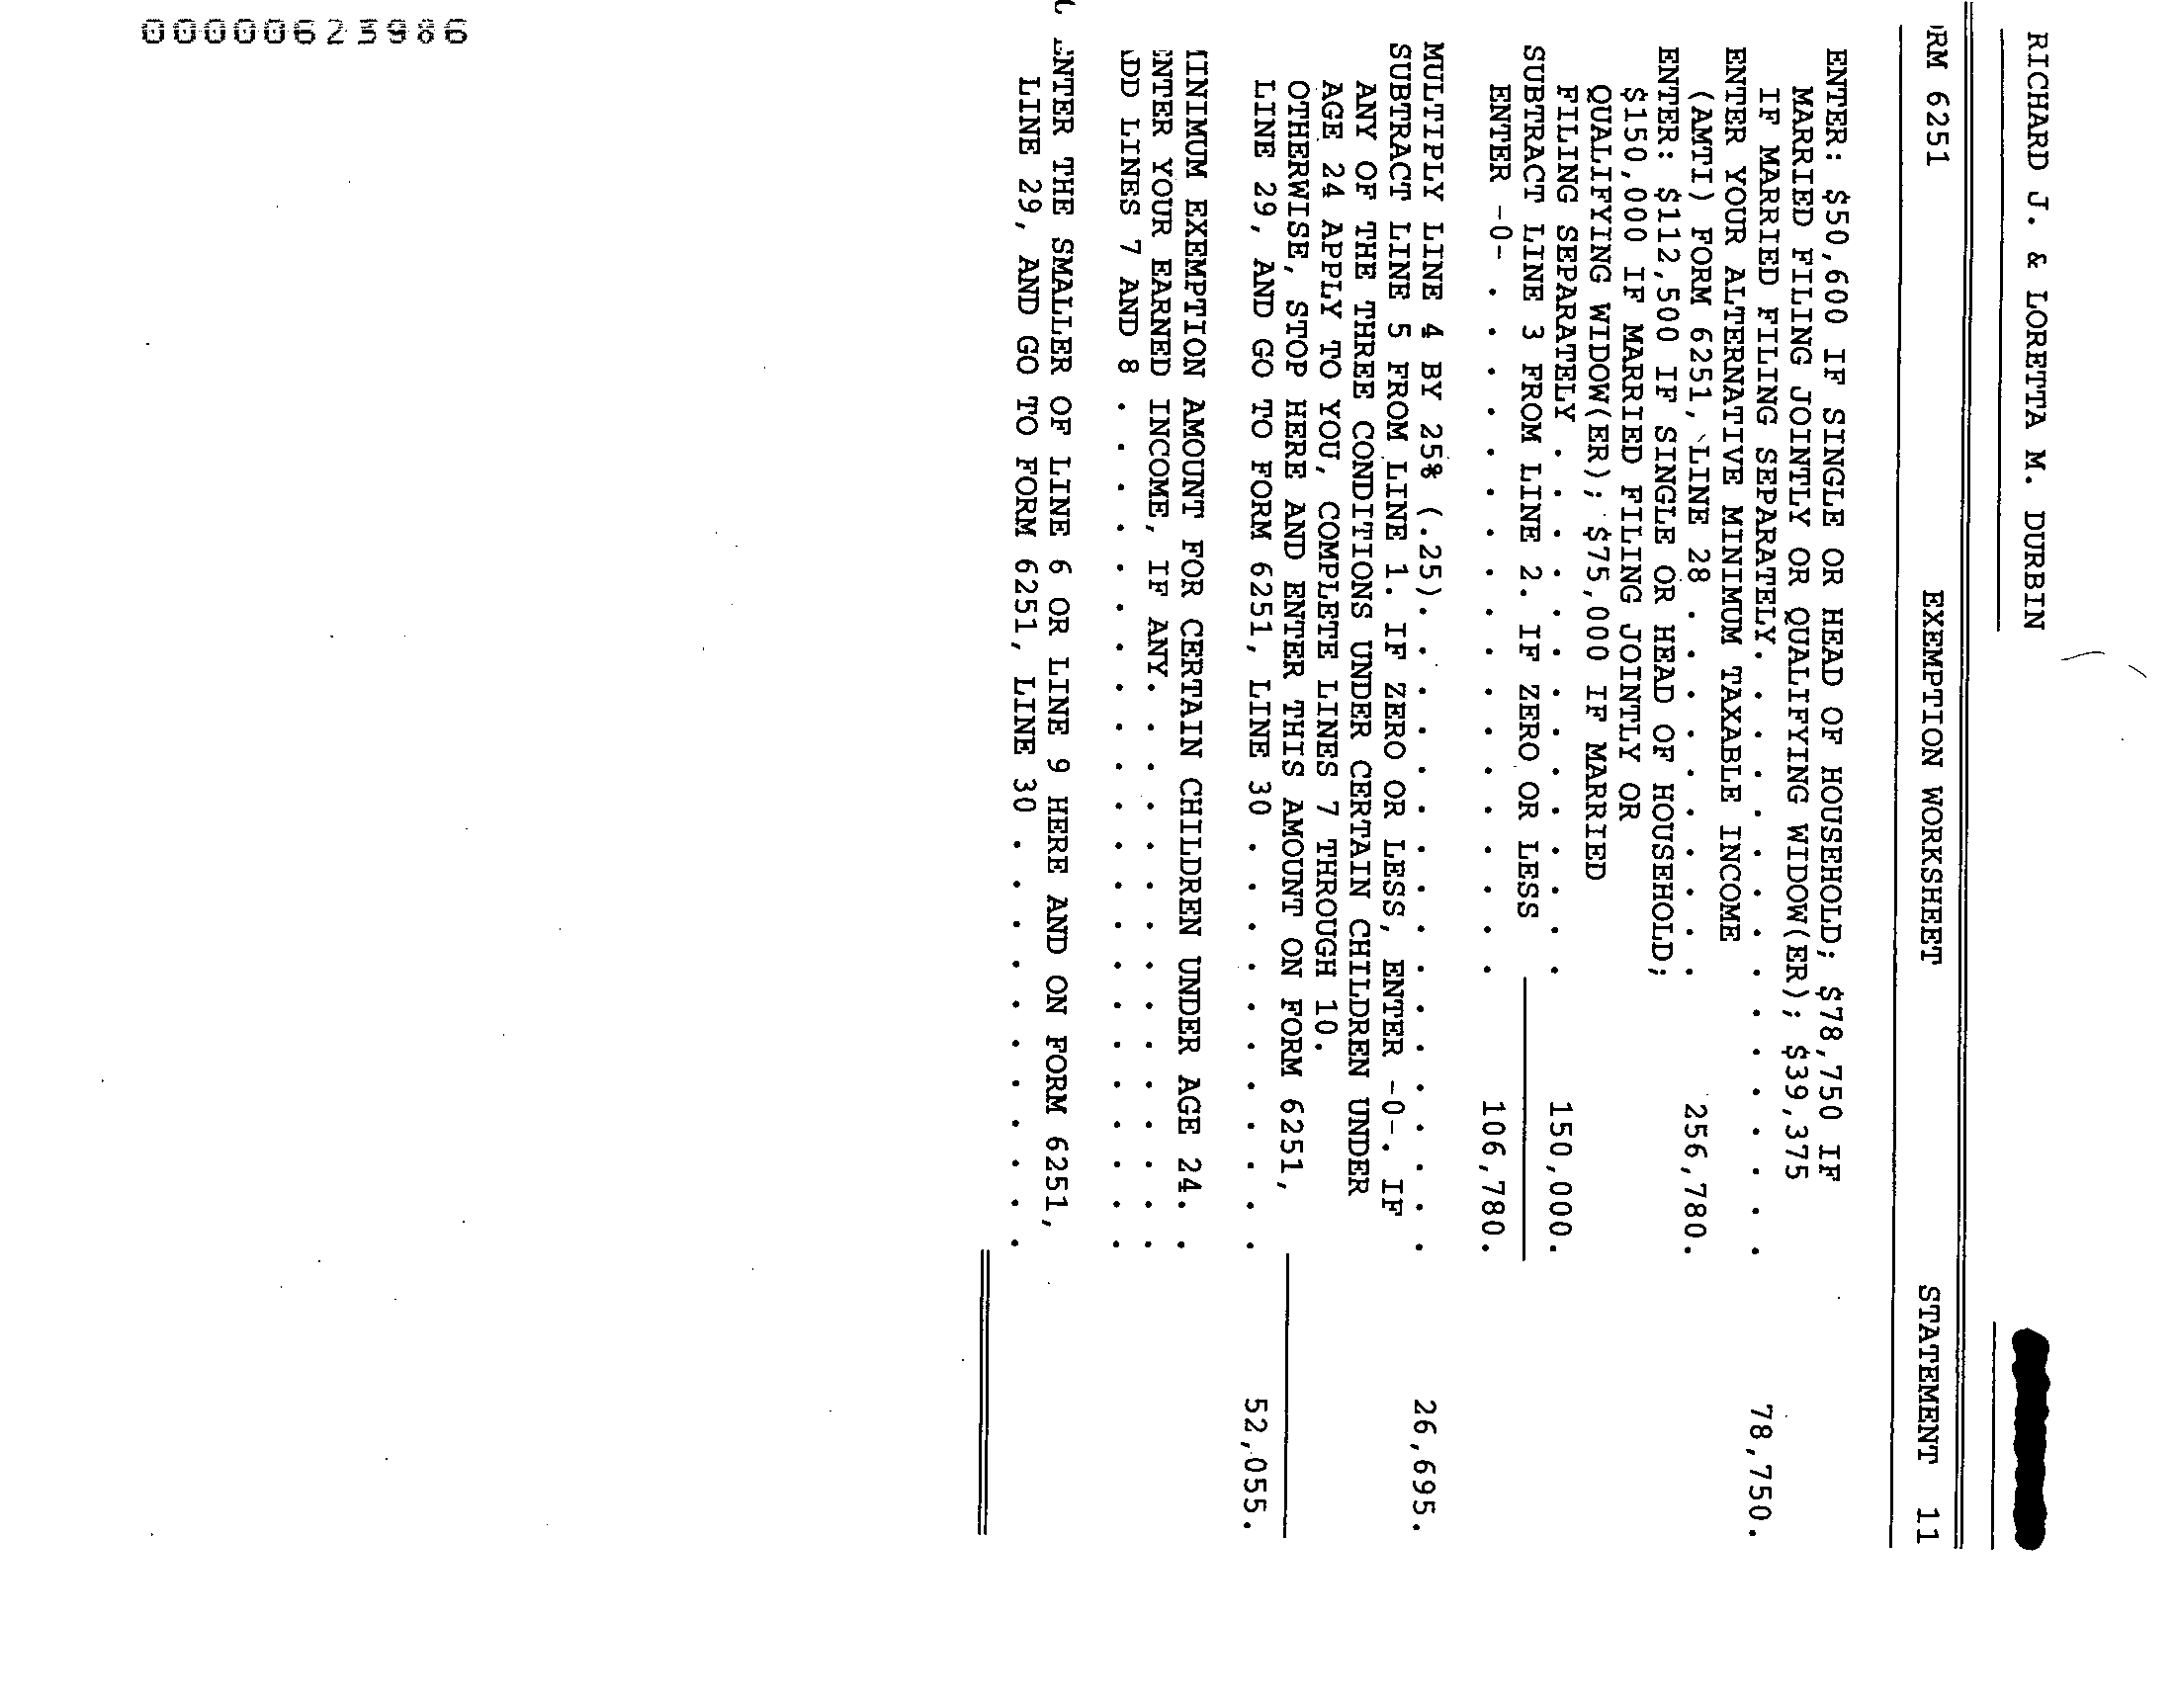 RICHARD J. & LORETTA M. DURBIN
RM 6251 EXEMPTION WORKSHEET STATEMENT 11
ENTER: $50,600 IF SINGLE OR HEAD OF HOUSEHOLD; $78,750 IF
MARRIED FILING JOINTLY OR QUALIFYING WIDOW(ER); $39,375
IF MARRIED FILING SEPARATELY. . . . . . . . . . . . . . . . 78,750.
ENTER YOUR ALTERNATIVE MINIMUM TAXABLE INCOME
(AMTI) FORM 6251, LINE 28 . . . . . . . . . . 256,780.
ENTER: $112,500 IF SINGLE OR HEAD OF HOUSEHOLD;
$150,000 IF MARRIED FILING JOINTLY OR
QUALIFYING WIDOW(ER); $75,000 IF MARRIED
FILING SEPARATELY . . . . . . . . . . . . . . 150,000.
SUBTRACT LINE 3 FROM LINE 2. IF ZERO OR LESS
ENTER -0- . . . . . . . . . . . . . . . . . . 106,780.
MULTIPLY LINE 4 BY 25% (.25). . . . . . . . . . . . . . . . . 26,695.
SUBTRACT LINE 5 FROM LINE 1. IF ZERO OR LESS, ENTER -0-. IF
ANY OF THE THREE CONDITIONS UNDER CERTAIN CHILDREN UNDER
AGE 24 APPLY TO YOU, COMPLETE LINES 7 THROUGH 10.
OTHERWISE, STOP HERE AND ENTER THIS AMOUNT ON FORM 6251,
LINE 29, AND GO TO FORM 6251, LINE 30 . . . . . . . . . . . 52,055.
INIMUM EXEMPTION AMOUNT FOR CERTAIN CHILDREN UNDER AGE 24. .
ENTER YOUR EARNED INCOME, IF ANY. . . . . . . . . . . . . . .
ADD LINES 7 AND 8 . . . . . . . . . . . . . . . . . . . . . .
ENTER THE SMALLER OF LINE 6 OR LINE 9 HERE AND ON FORM 6251,
LINE 29, AND GO TO FORM 6251, LINE 30 . . . . . . . . . . .
00000623986